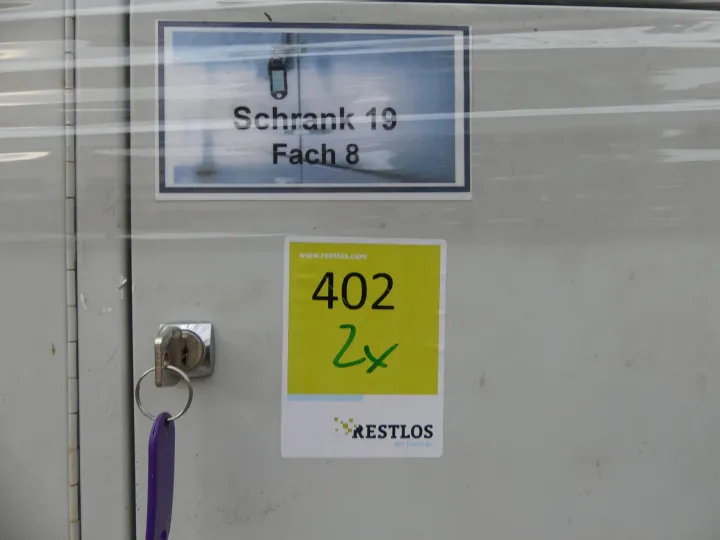 Schrank 19
Fach 8
www.restlos.com
402
2x
RESTLOS